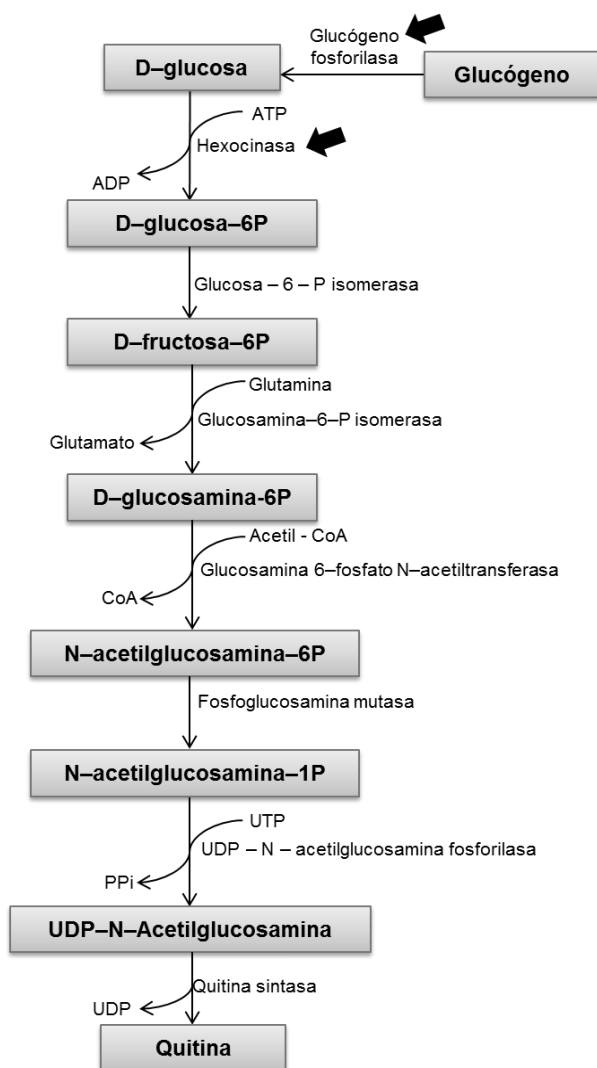 Glucógeno
fosforilasa
D–glucosa
Glucógeno
ATP
Hexocinasa
ADP
D–glucosa–6P
Glucosa – 6 – P isomerasa
D–fructosa–6P
Glutamina
Glucosamina–6–P isomerasa
Glutamato
D–glucosamina-6P
Acetil - CoA
Glucosamina 6–fosfato N–acetiltransferasa
CoA
N–acetilglucosamina–6P
Fosfoglucosamina mutasa
N–acetilglucosamina–1P
UTP
UDP – N – acetilglucosamina fosforilasa
PPi
UDP–N–Acetilglucosamina
Quitina sintasa
UDP
Quitina